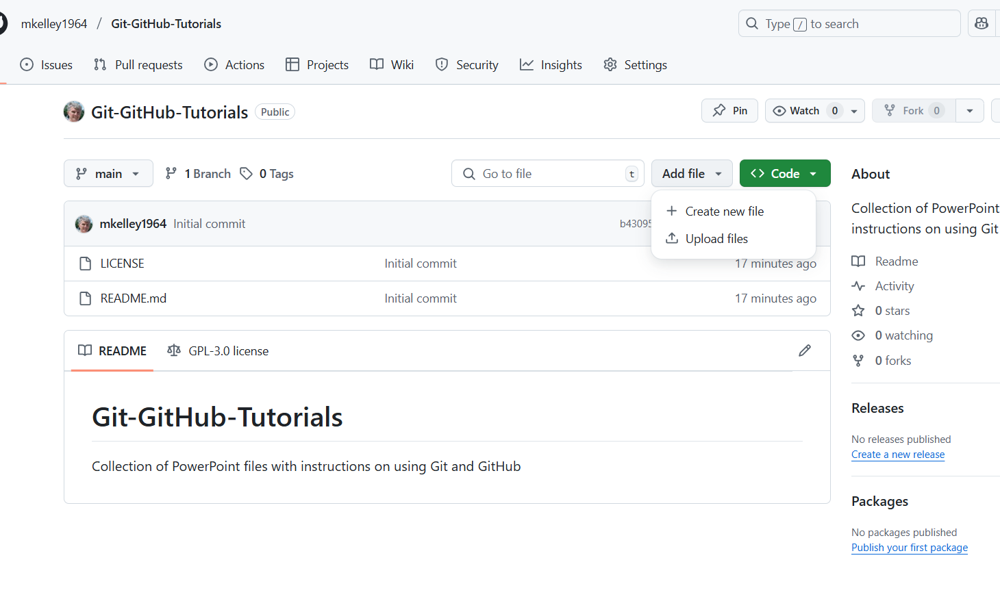 mkelley1964 / Git-GitHub-Tutorials
Type / to search
Issues Pull requests Actions Projects Wiki Security Insights Settings
Git-GitHub-Tutorials Public
Pin Watch 0 Fork 0
main 1 Branch 0 Tags
Go to file t Add file Code
About
Create new file
Upload files
mkelley1964 Initial commit b43095
LICENSE Initial commit 17 minutes ago
README.md Initial commit 17 minutes ago
Collection of PowerPoint
instructions on using Git
Readme
Activity
0 stars
0 watching
0 forks
README GPL-3.0 license
Git-GitHub-Tutorials
Collection of PowerPoint files with instructions on using Git and GitHub
Releases
No releases published
Create a new release
Packages
No packages published
Publish your first package